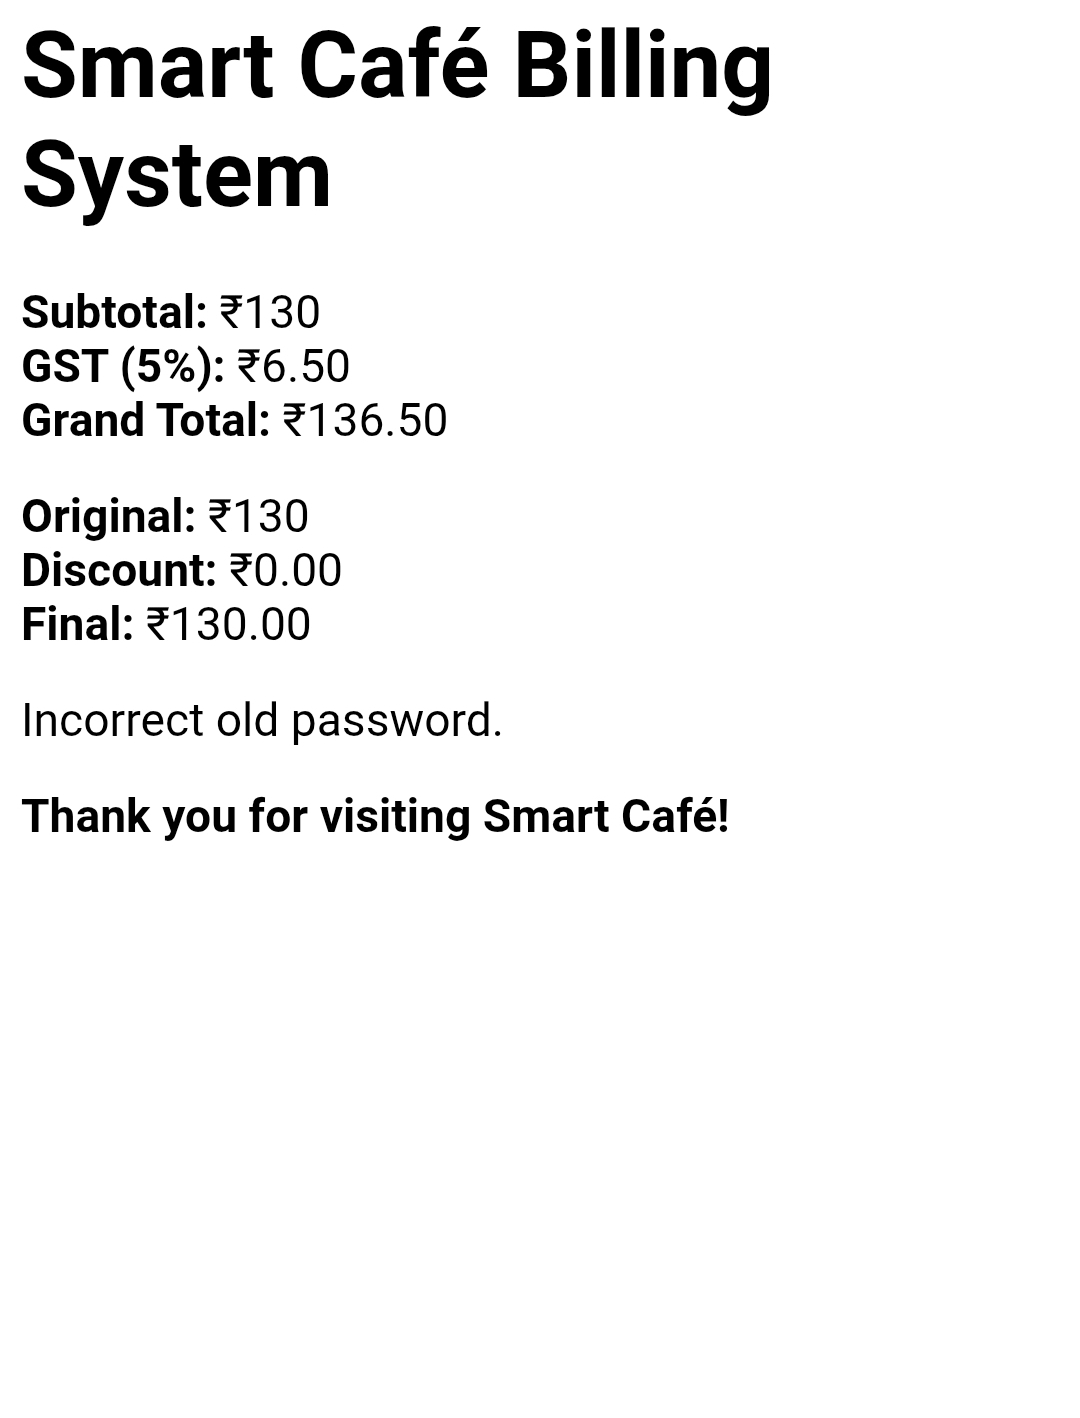 Smart Café Billing
System
Subtotal: ₹130
GST (5%): ₹6.50
Grand Total: ₹136.50
Original: ₹130
Discount: ₹0.00
Final: ₹130.00
Incorrect old password.
Thank you for visiting Smart Café!